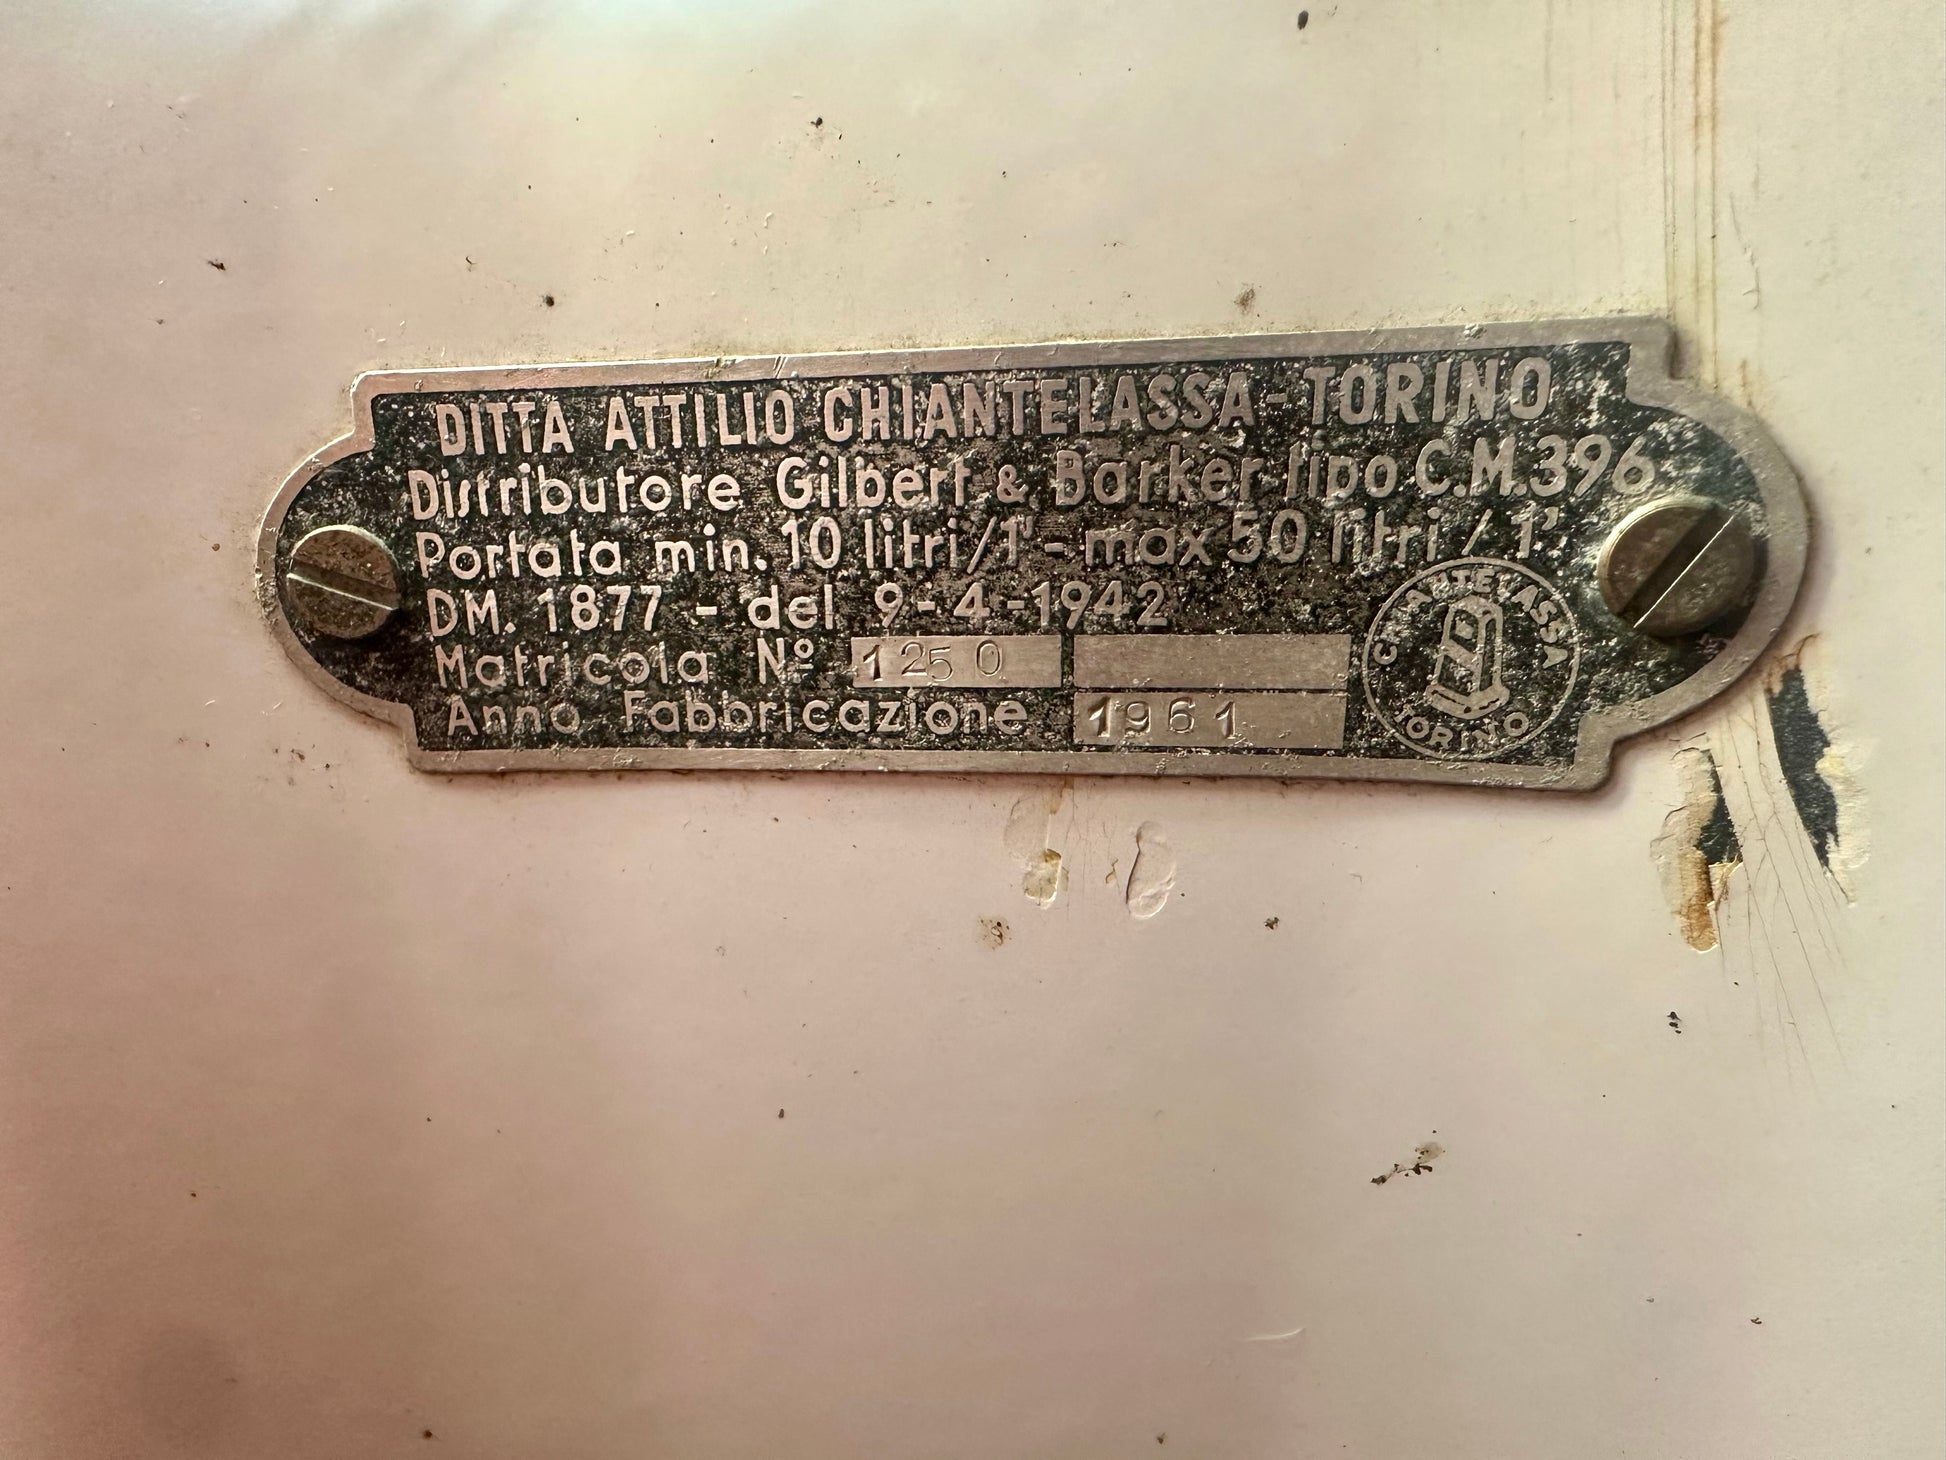 DITTA ATTILIO CHIANTELASSA - TORINO
Distributore Gilbert & Barker tipo C.M.396
Portata min. 10 litri/1' - max 50 litri / 1'
DM. 1877 - del 9-4-1942
Matricola Nº 1250
Anno Fabbricazione 1961
CHIANTELASSA
TORINO